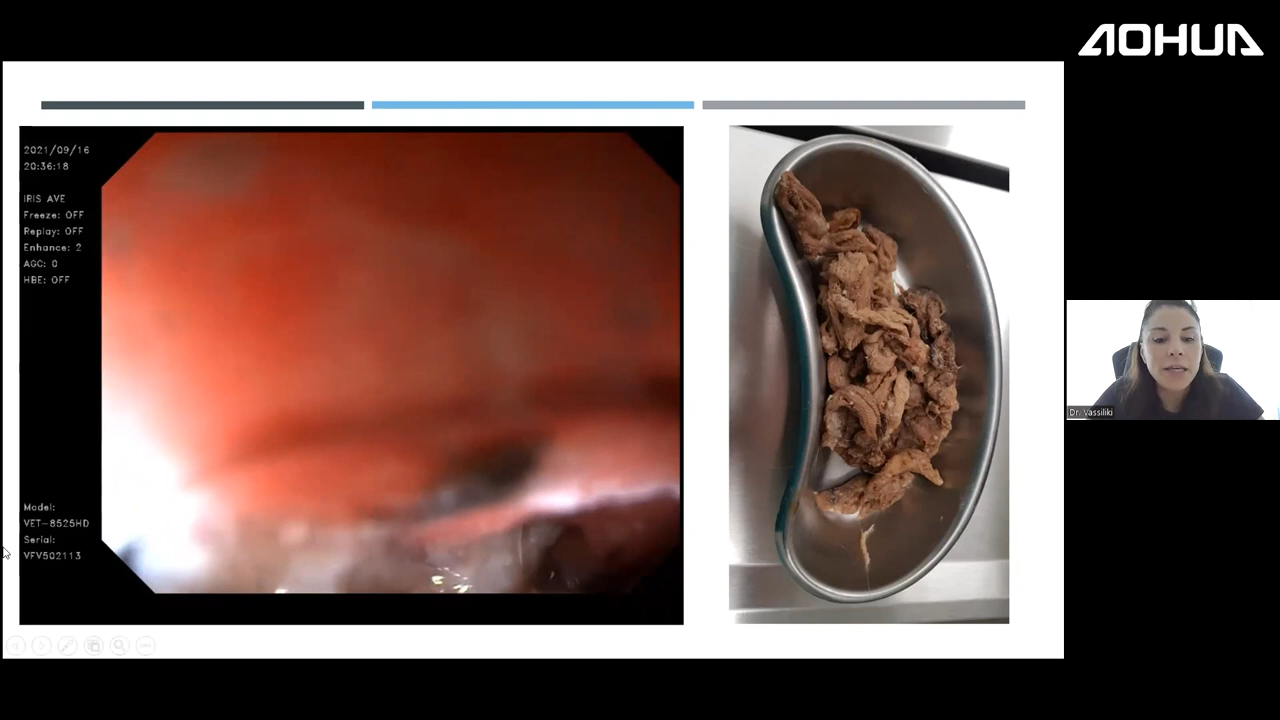 AOHUA
2021/09/16
20:36:18
IRIS AVE
Freeze: OFF
Replay: OFF
Enhance: 2
AGC: 0
HBE: OFF
Model:
VET-8525HD
Serial:
VFV502113
Dr. Vassiliki